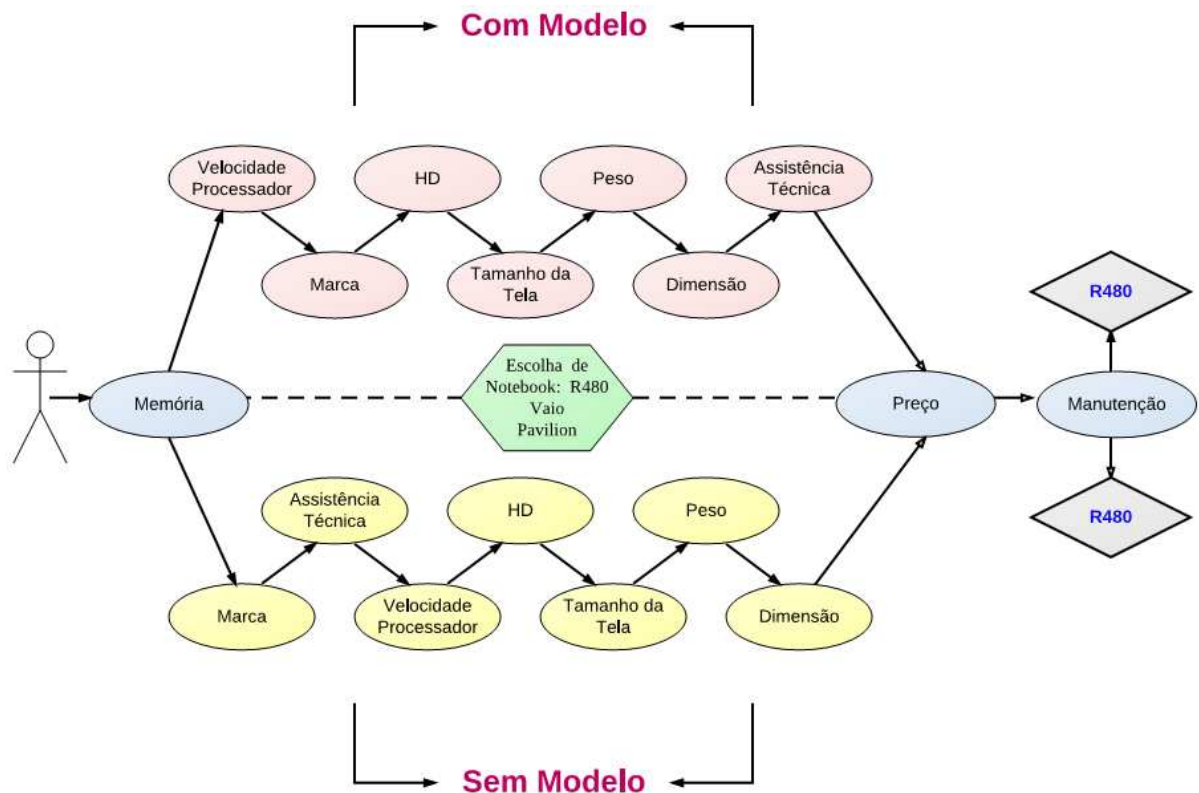 Com Modelo
Velocidade
Processador
HD
Peso
Assistência
Técnica
Marca
Tamanho da
Tela
Dimensão
R480
Escolha de
Notebook: R480
Vaio
Pavilion
Memória
Preço
Manutenção
Assistência
Técnica
HD
Peso
R480
Marca
Velocidade
Processador
Tamanho da
Tela
Dimensão
Sem Modelo